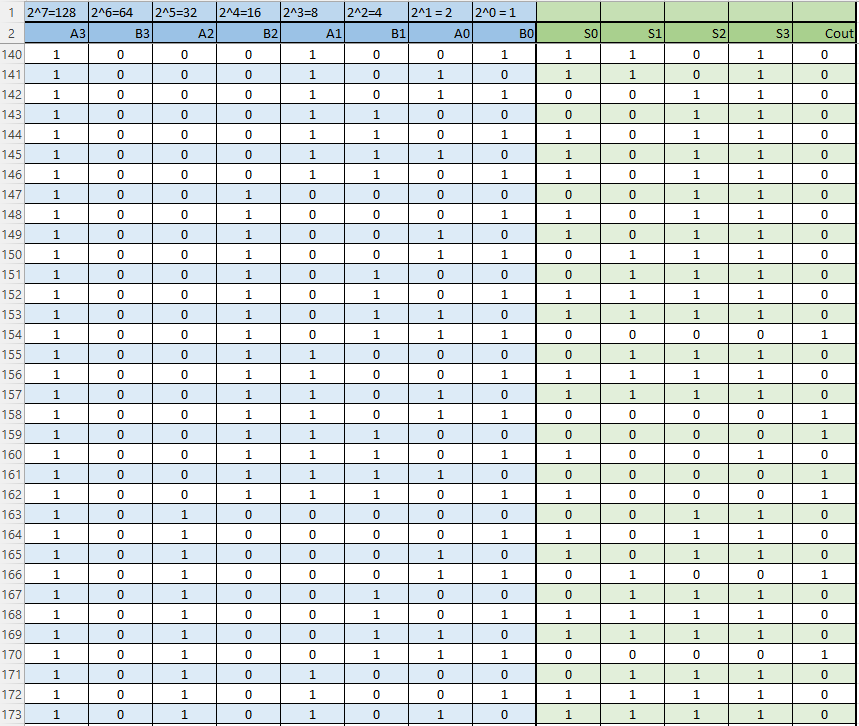 1 2^7=128 2^6=64 2^5=32 2^4=16 2^3=8 2^2=4 2^1 = 2 2^0 = 1
2 A3 B3 A2 B2 A1 B1 A0 B0 S0 S1 S2 S3 Cout
140 1 0 0 0 1 0 0 1 1 1 0 1 0
141 1 0 0 0 1 0 1 0 1 1 0 1 0
142 1 0 0 0 1 0 1 1 0 0 1 1 0
143 1 0 0 0 1 1 0 0 0 0 1 1 0
144 1 0 0 0 1 1 0 1 1 0 1 1 0
145 1 0 0 0 1 1 1 0 1 0 1 1 0
146 1 0 0 0 1 1 0 1 1 0 1 1 0
147 1 0 0 1 0 0 0 0 0 0 1 1 0
148 1 0 0 1 0 0 0 1 1 0 1 1 0
149 1 0 0 1 0 0 1 0 1 0 1 1 0
150 1 0 0 1 0 0 1 1 0 1 1 1 0
151 1 0 0 1 0 1 0 0 0 1 1 1 0
152 1 0 0 1 0 1 0 1 1 1 1 1 0
153 1 0 0 1 0 1 1 0 1 1 1 1 0
154 1 0 0 1 0 1 1 1 0 0 0 0 1
155 1 0 0 1 1 0 0 0 0 1 1 1 0
156 1 0 0 1 1 0 0 1 1 1 1 1 0
157 1 0 0 1 1 0 1 0 1 1 1 1 0
158 1 0 0 1 1 0 1 1 0 0 0 0 1
159 1 0 0 1 1 1 0 0 0 0 0 0 1
160 1 0 0 1 1 1 0 1 1 0 0 1 0
161 1 0 0 1 1 1 1 0 0 0 0 0 1
162 1 0 0 1 1 1 0 1 1 0 0 0 1
163 1 0 1 0 0 0 0 0 0 0 1 1 0
164 1 0 1 0 0 0 0 1 1 0 1 1 0
165 1 0 1 0 0 0 1 0 1 0 1 1 0
166 1 0 1 0 0 0 1 1 0 1 0 0 1
167 1 0 1 0 0 1 0 0 0 1 1 1 0
168 1 0 1 0 0 1 0 1 1 1 1 1 0
169 1 0 1 0 0 1 1 0 1 1 1 1 0
170 1 0 1 0 0 1 1 1 0 0 0 0 1
171 1 0 1 0 1 0 0 0 0 1 1 1 0
172 1 0 1 0 1 0 0 1 1 1 1 1 0
173 1 0 1 0 1 0 1 0 1 1 1 1 0